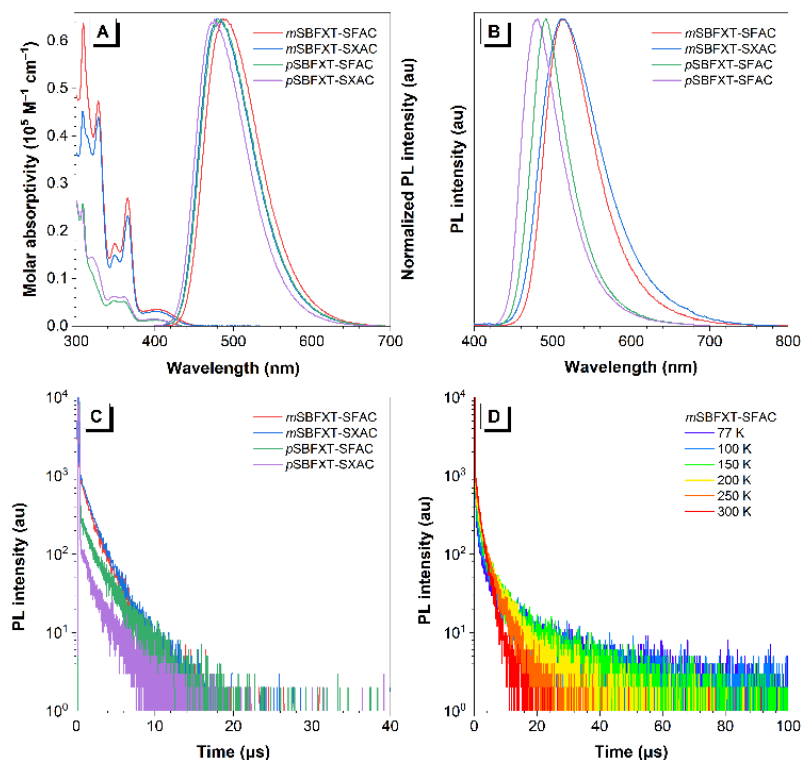 A
mSBFXT-SFAC
mSBFXT-SXAC
pSBFXT-SFAC
pSBFXT-SXAC
Molar absorptivity (10⁵ M⁻¹ cm⁻¹)
0.6
0.5
0.4
0.3
0.2
0.1
0.0
300 400 500 600 700
Wavelength (nm)
Normalized PL intensity (au)
B
mSBFXT-SFAC
mSBFXT-SXAC
pSBFXT-SFAC
pSBFXT-SFAC
PL intensity (au)
400 500 600 700 800
Wavelength (nm)
C
mSBFXT-SFAC
mSBFXT-SXAC
pSBFXT-SFAC
pSBFXT-SXAC
PL intensity (au)
10⁴
10³
10²
10¹
10⁰
0 10 20 30 40
Time (µs)
D
mSBFXT-SFAC
77 K
100 K
150 K
200 K
250 K
300 K
PL intensity (au)
10⁴
10³
10²
10¹
10⁰
0 20 40 60 80 100
Time (µs)